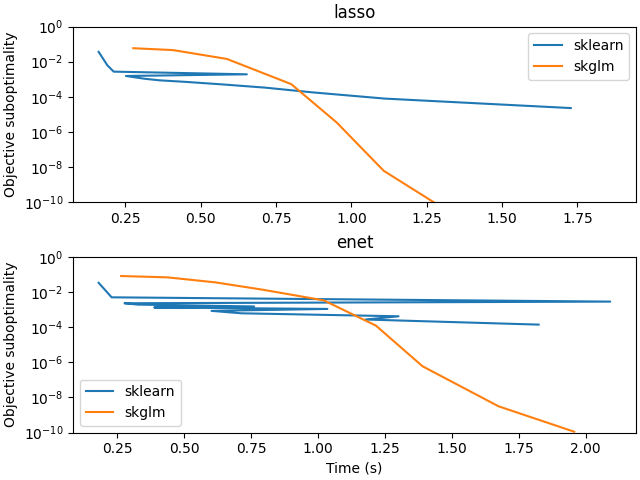 lasso
Objective suboptimality
10^0
10^−2
10^−4
10^−6
10^−8
10^−10
sklearn
skglm
0.25 0.50 0.75 1.00 1.25 1.50 1.75
enet
Objective suboptimality
10^0
10^−2
10^−4
10^−6
10^−8
10^−10
sklearn
skglm
0.25 0.50 0.75 1.00 1.25 1.50 1.75 2.00
Time (s)